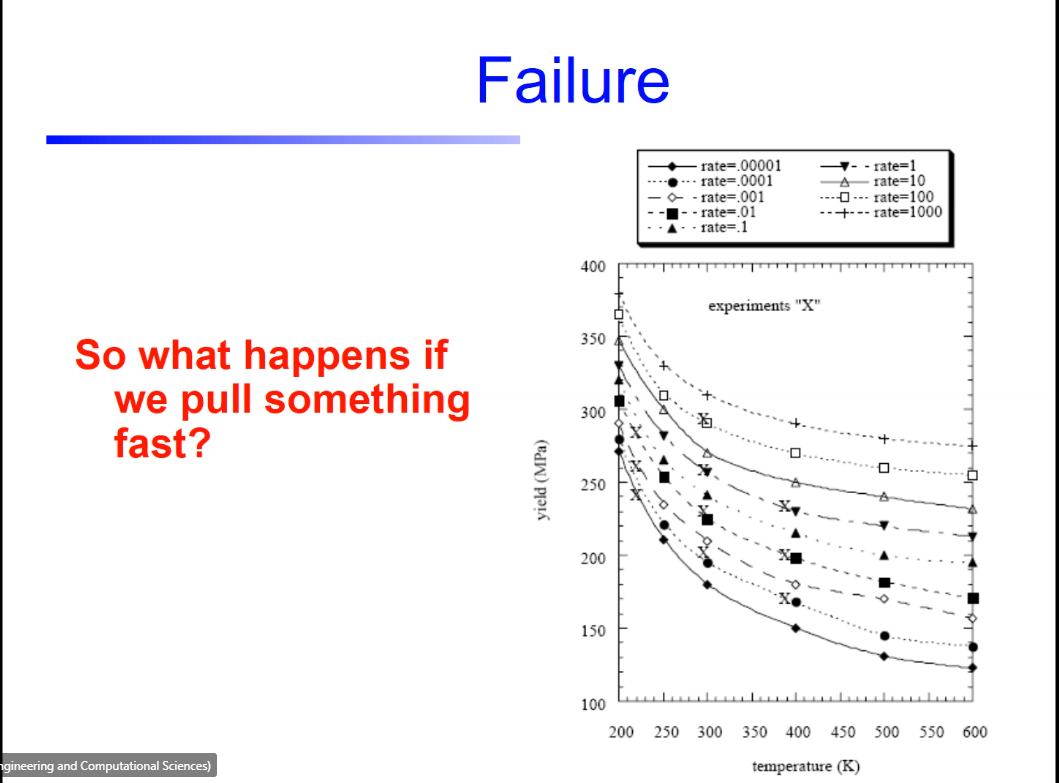 Failure
So what happens if
we pull something
fast?
rate=.00001
rate=.0001
rate=.001
rate=.01
rate=.1
rate=1
rate=10
rate=100
rate=1000
experiments "X"
400
350
300
250
200
150
100
yield (MPa)
X
X
X
X
X
X
X
X
X
X
200 250 300 350 400 450 500 550 600
temperature (K)
ngineering and Computational Sciences)